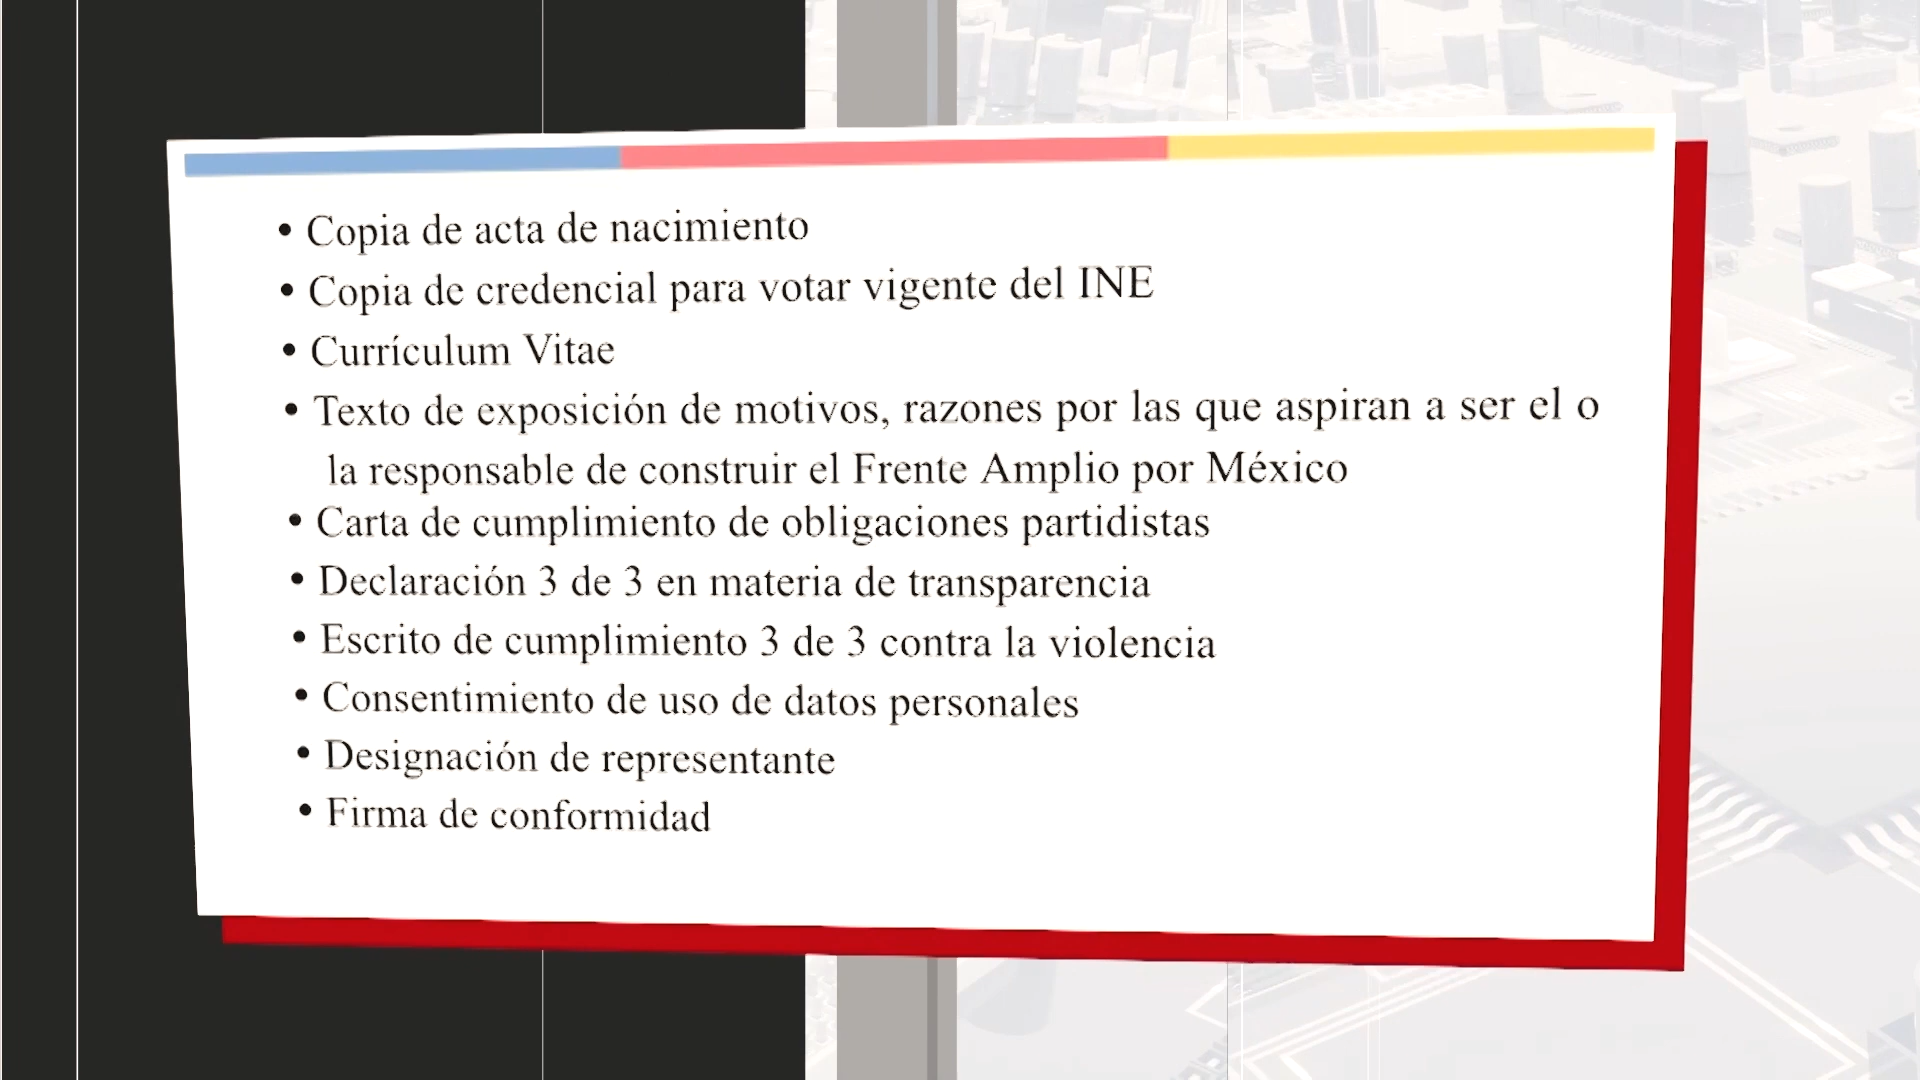 • Copia de acta de nacimiento
• Copia de credencial para votar vigente del INE
• Currículum Vitae
• Texto de exposición de motivos, razones por las que aspiran a ser el o
la responsable de construir el Frente Amplio por México
• Carta de cumplimiento de obligaciones partidistas
• Declaración 3 de 3 en materia de transparencia
• Escrito de cumplimiento 3 de 3 contra la violencia
• Consentimiento de uso de datos personales
• Designación de representante
• Firma de conformidad